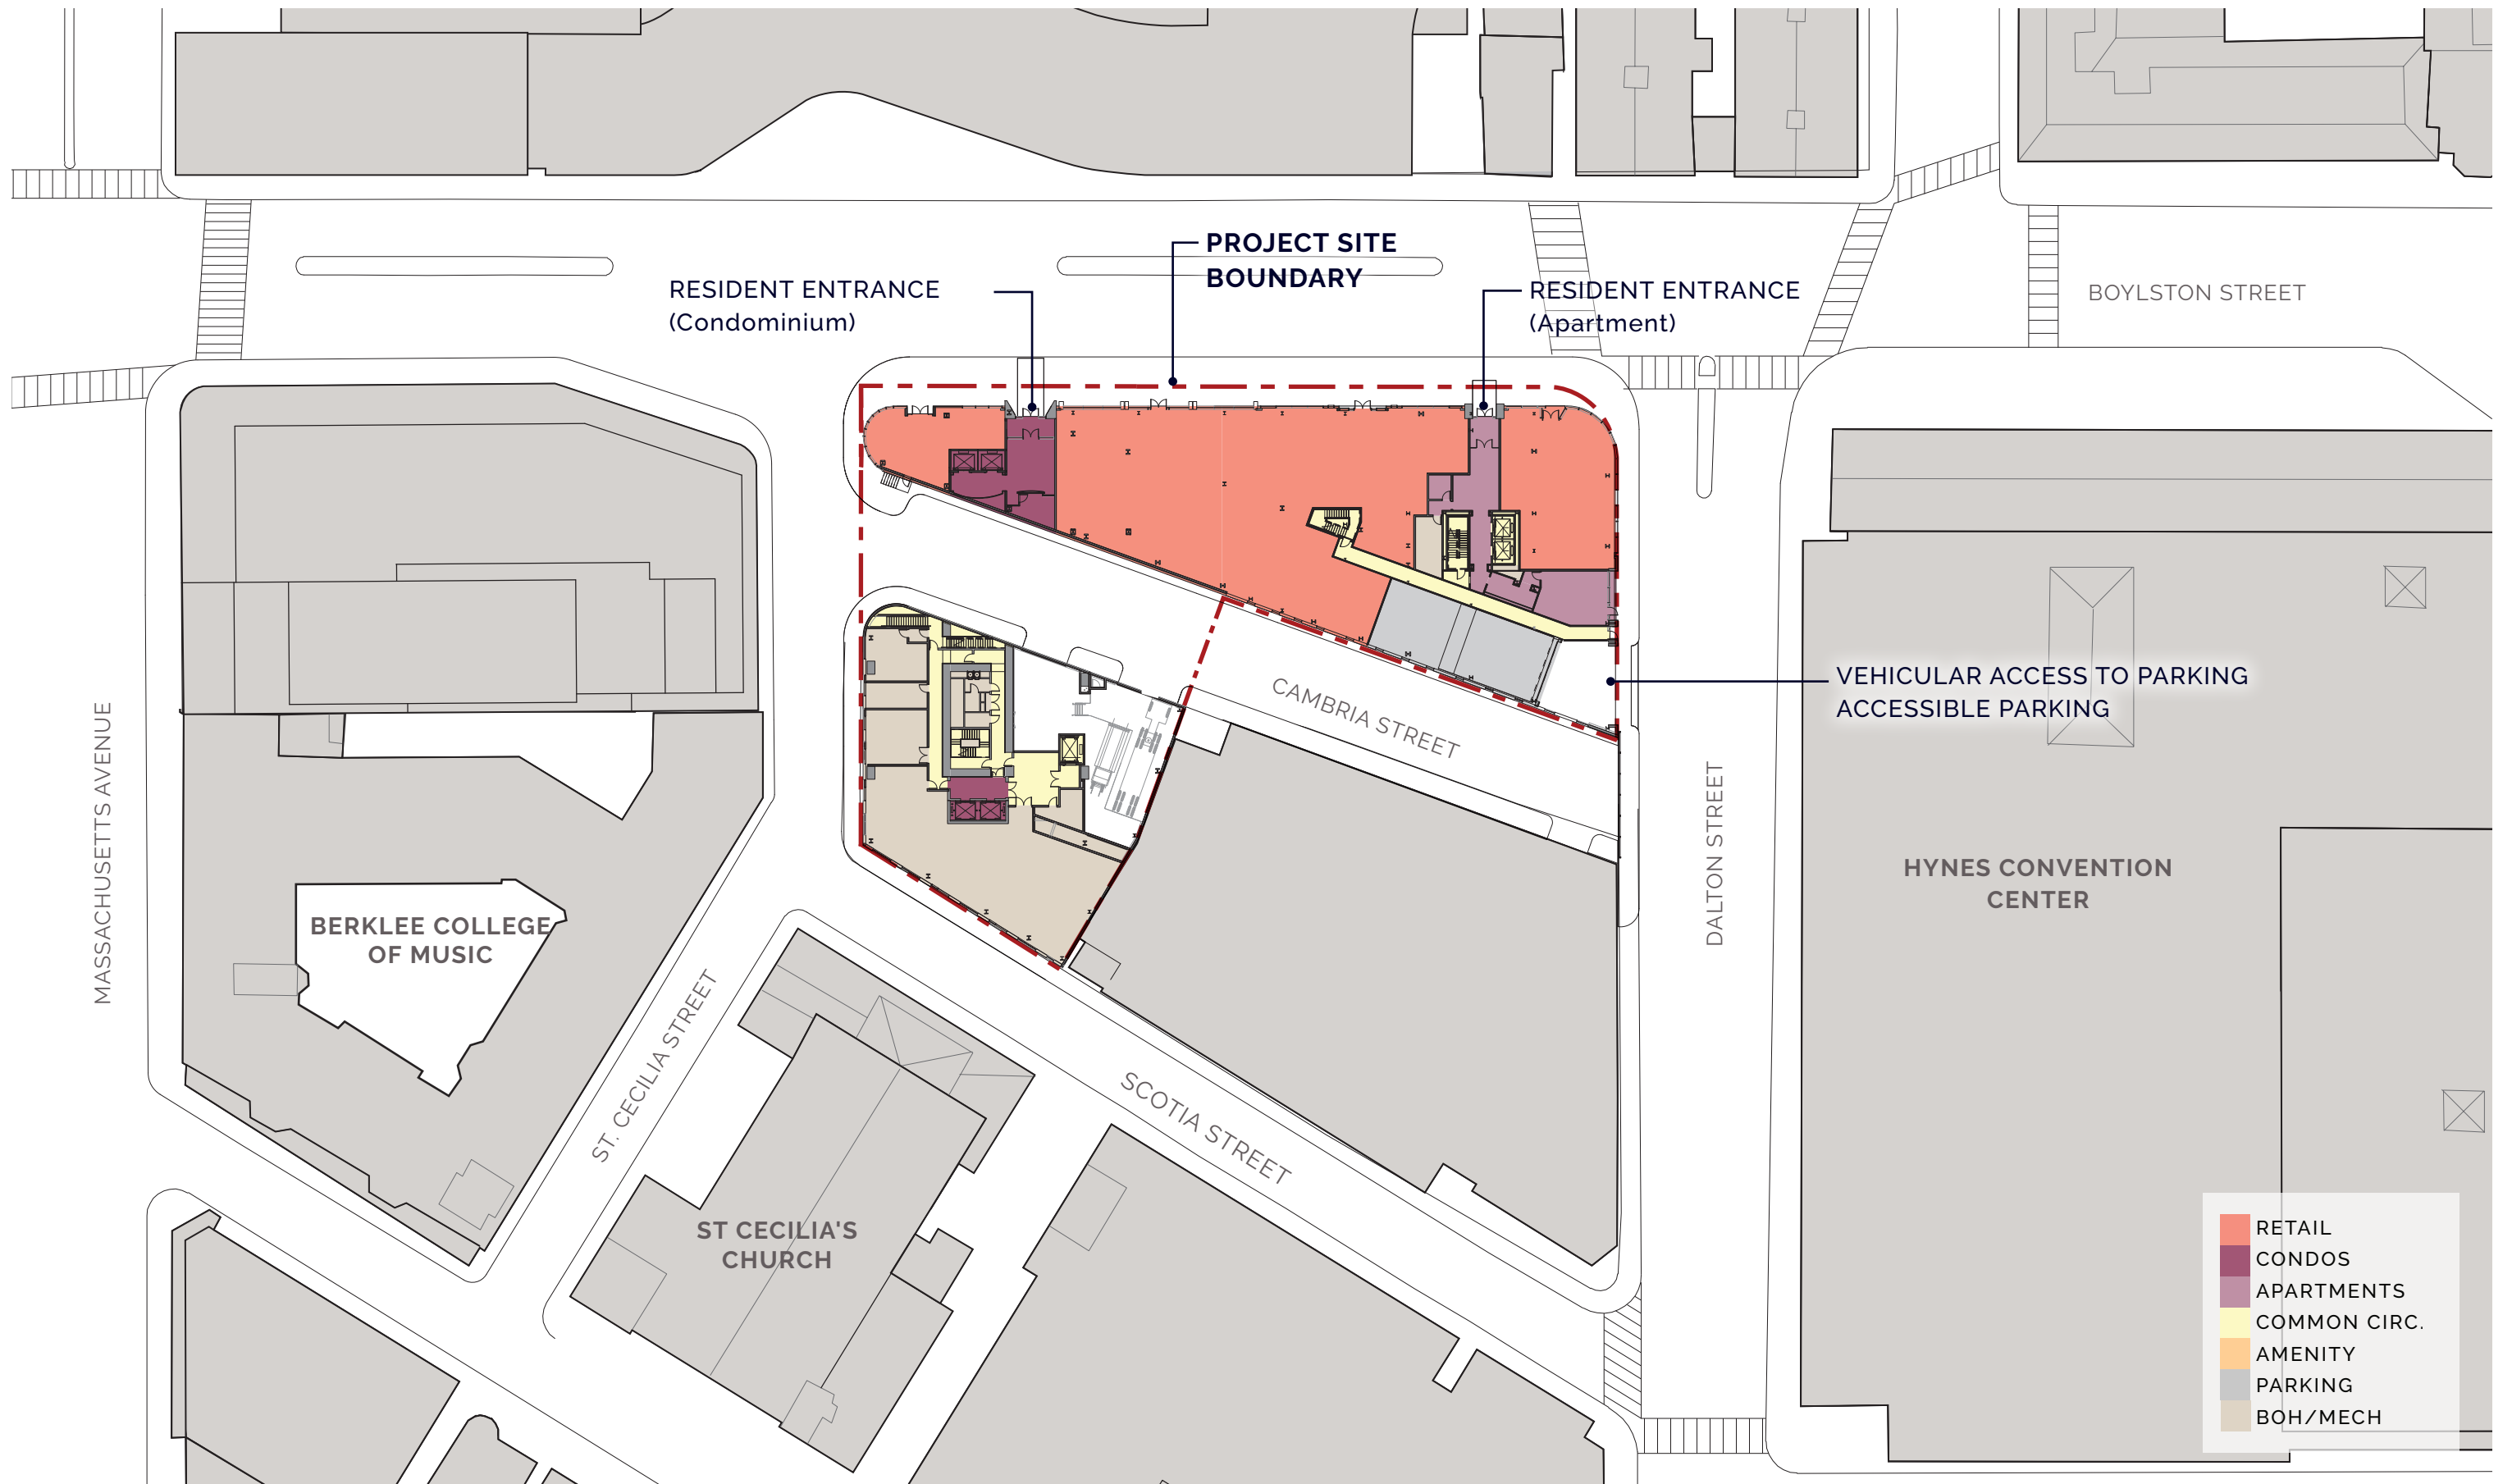 PROJECT SITE
BOUNDARY
RESIDENT ENTRANCE
(Condominium)
RESIDENT ENTRANCE
(Apartment)
BOYLSTON STREET
VEHICULAR ACCESS TO PARKING
ACCESSIBLE PARKING
CAMBRIA STREET
MASSACHUSETTS AVENUE
DALTON STREET
HYNES CONVENTION
CENTER
BERKLEE COLLEGE
OF MUSIC
ST. CECILIA STREET
SCOTIA STREET
ST CECILIA'S
CHURCH
RETAIL
CONDOS
APARTMENTS
COMMON CIRC.
AMENITY
PARKING
BOH/MECH